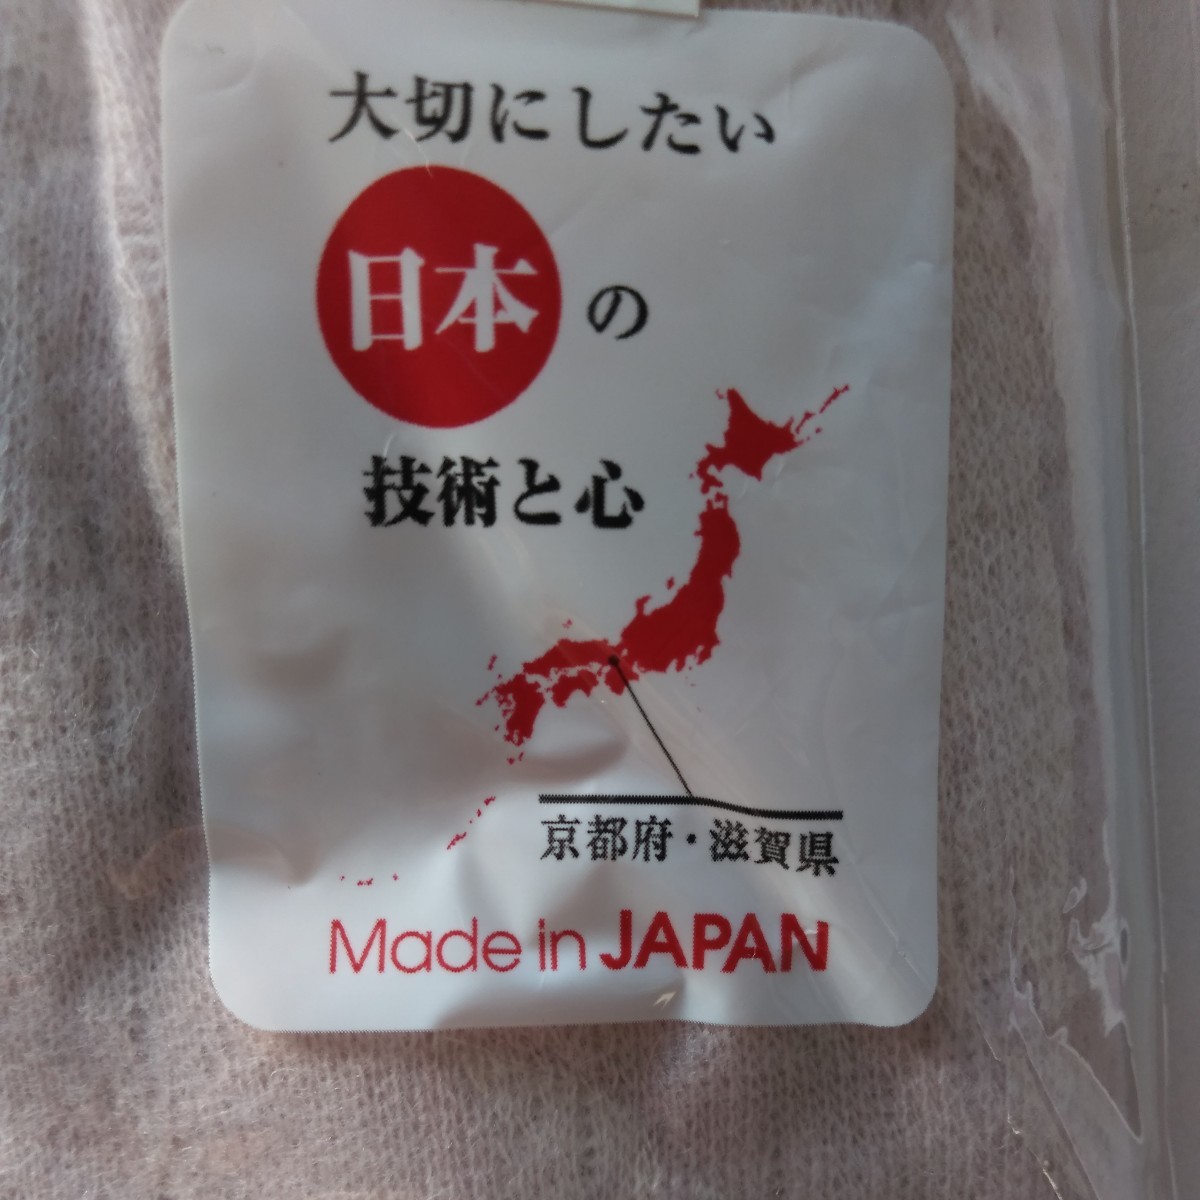 大切にしたい
日本の
技術と心
京都府・滋賀県
Made in JAPAN